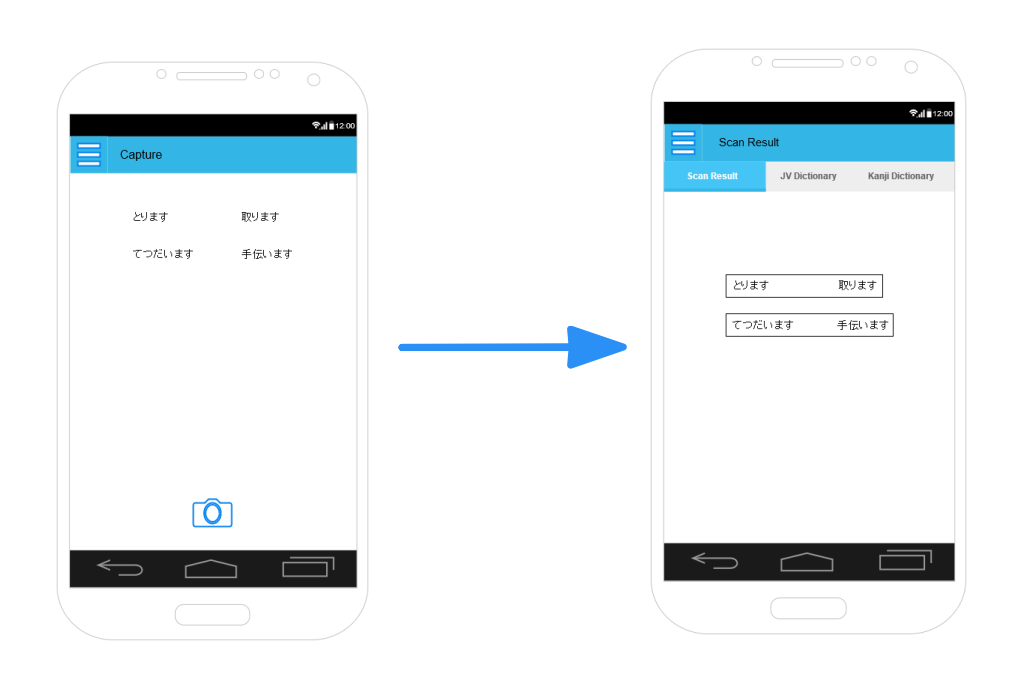 12:00
Capture
とります 取ります
てつだいます 手伝います
12:00
Scan Result
Scan Result JV Dictionary Kanji Dictionary
とります 取ります
てつだいます 手伝います